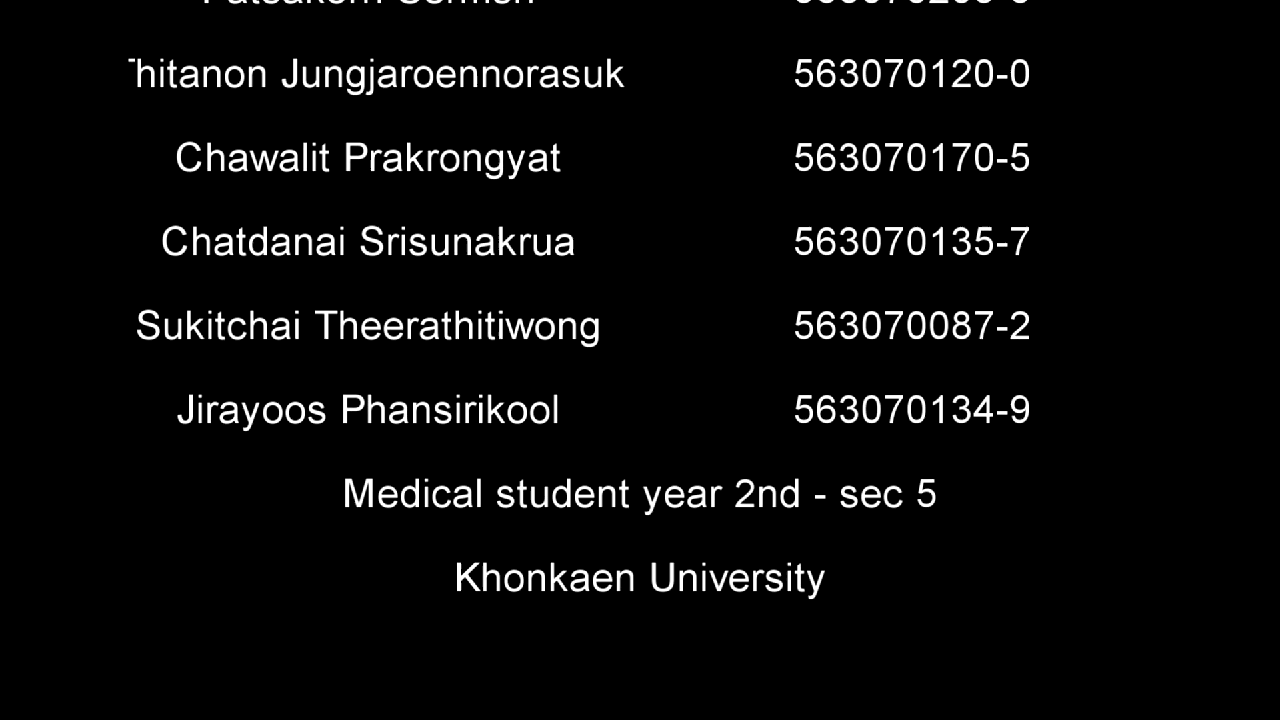 hitanon Jungjaroennorasuk 563070120-0
Chawalit Prakrongyat 563070170-5
Chatdanai Srisunakrua 563070135-7
Sukitchai Theerathitiwong 563070087-2
Jirayoos Phansirikool 563070134-9
Medical student year 2nd - sec 5
Khonkaen University